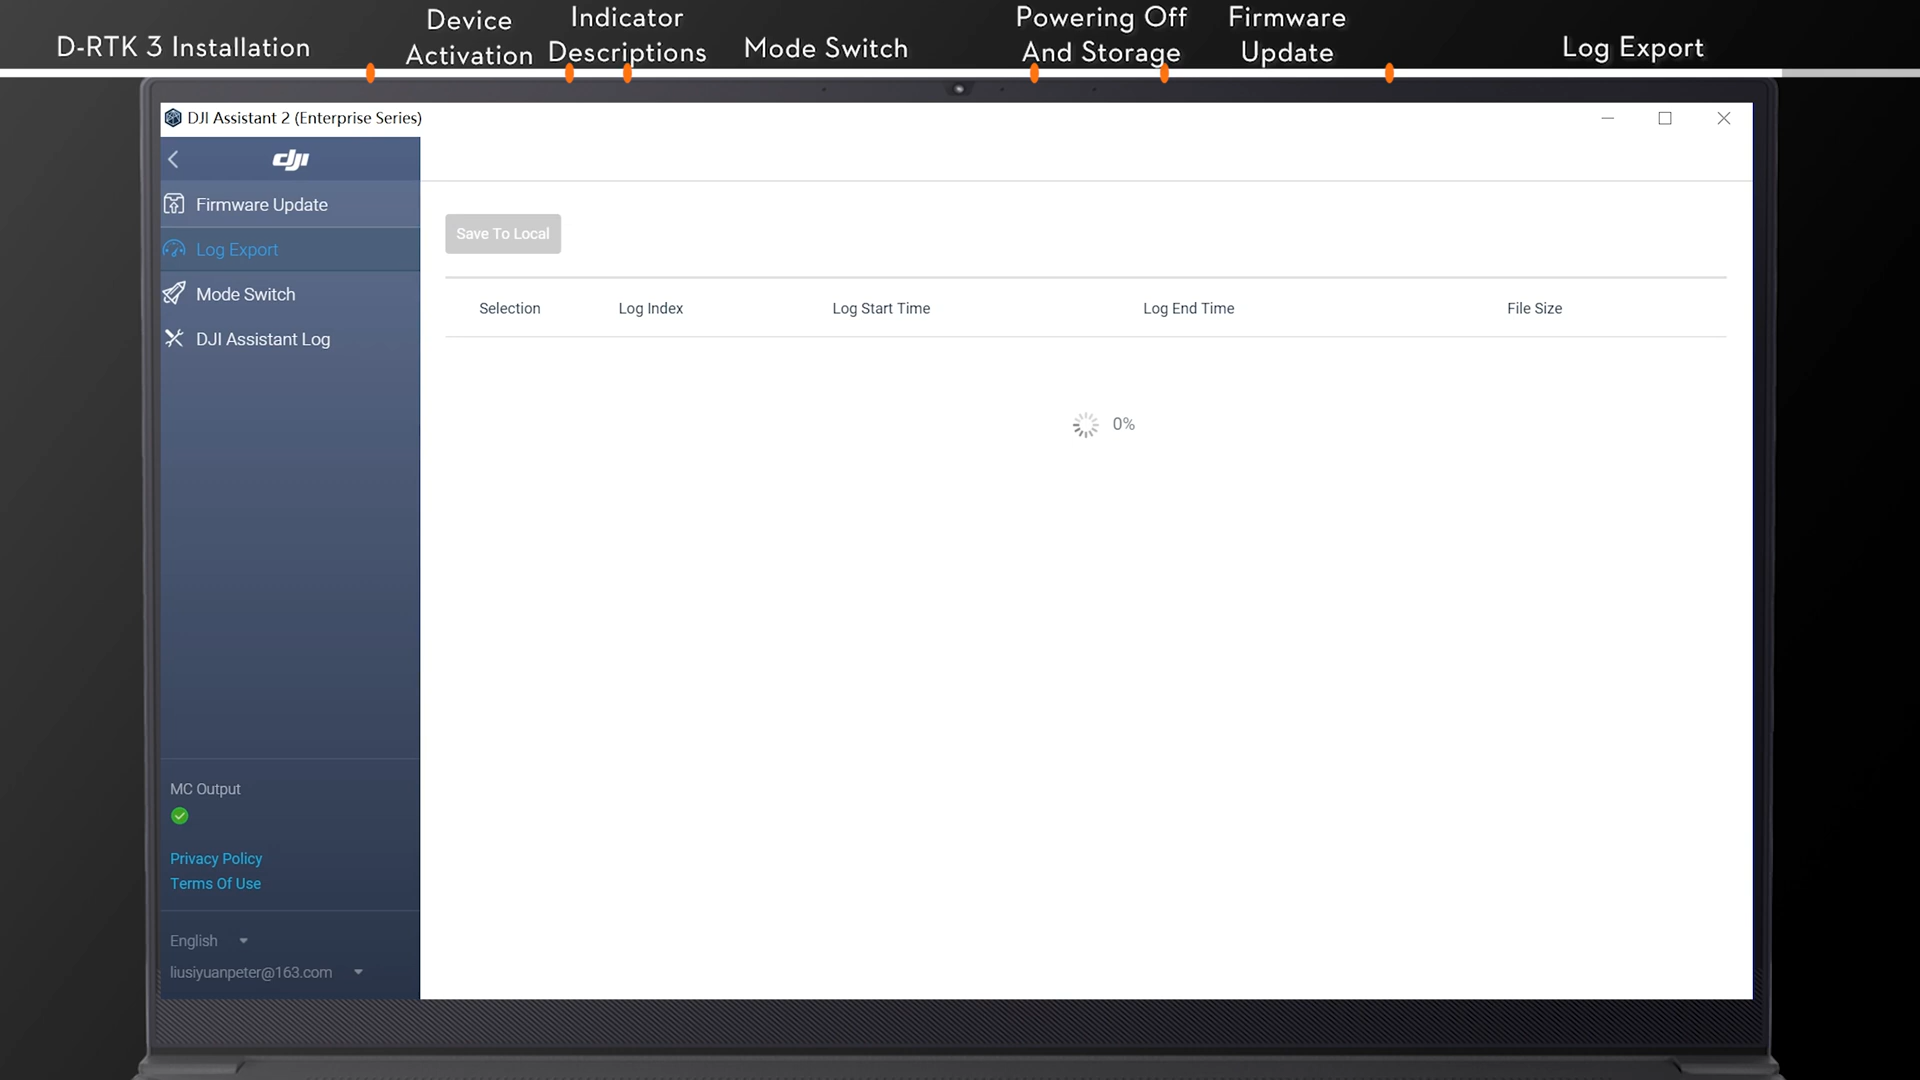 D-RTK 3 Installation
Device
Activation
Indicator
Descriptions
Mode Switch
Powering Off
And Storage
Firmware
Update
Log Export
DJI Assistant 2 (Enterprise Series)
dji
Firmware Update
Log Export
Mode Switch
DJI Assistant Log
Save To Local
Selection Log Index Log Start Time Log End Time File Size
0%
MC Output
Privacy Policy
Terms Of Use
English
liusiyuanpeter@163.com